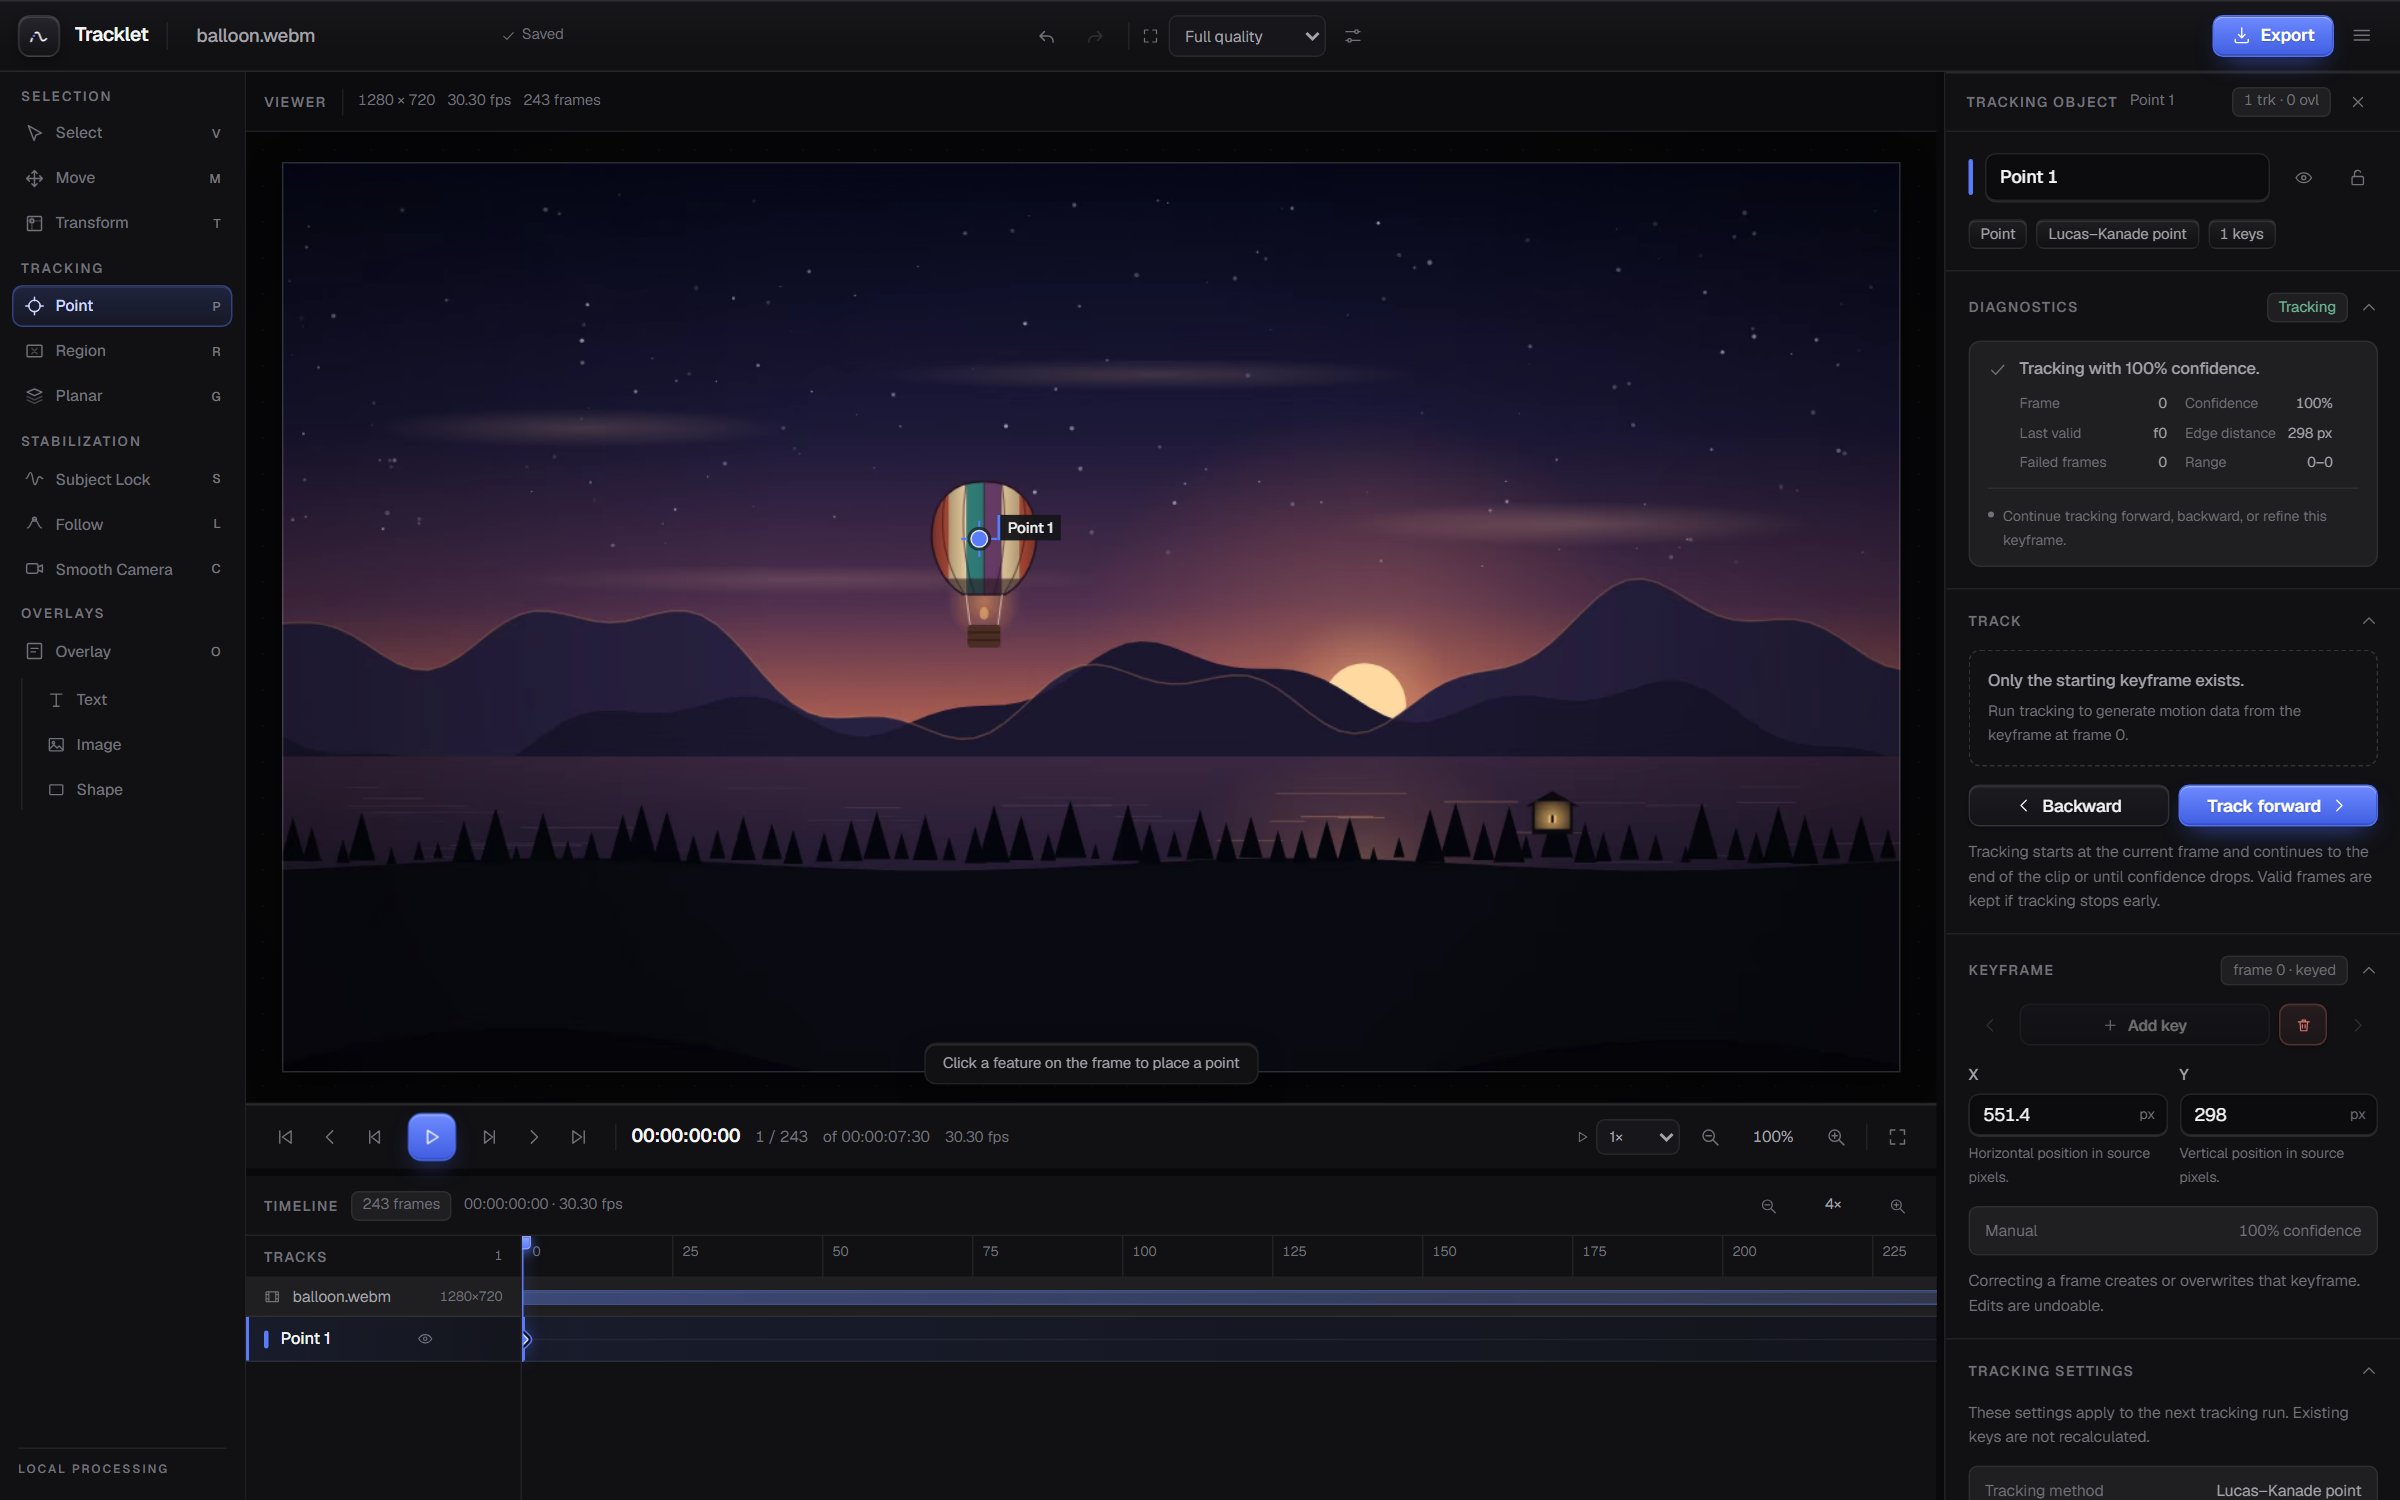 Tracklet
balloon.webm
Saved
Full quality
Export
SELECTION
Select V
Move M
Transform T
TRACKING
Point P
Region R
Planar G
STABILIZATION
Subject Lock S
Follow L
Smooth Camera C
OVERLAYS
Overlay O
Text
Image
Shape
LOCAL PROCESSING
VIEWER 1280 × 720 30.30 fps 243 frames
Point 1
Click a feature on the frame to place a point
00:00:00:00 1 / 243 of 00:00:07:30 30.30 fps
1×
100%
TIMELINE 243 frames 00:00:00:00 · 30.30 fps
4×
TRACKS 1
0 25 50 75 100 125 150 175 200 225
balloon.webm 1280×720
Point 1
TRACKING OBJECT Point 1 1 trk · 0 ovl
Point 1
Point Lucas–Kanade point 1 keys
DIAGNOSTICS Tracking
Tracking with 100% confidence.
Frame 0 Confidence 100%
Last valid f0 Edge distance 298 px
Failed frames 0 Range 0–0
Continue tracking forward, backward, or refine this
keyframe.
TRACK
Only the starting keyframe exists.
Run tracking to generate motion data from the
keyframe at frame 0.
Backward
Track forward
Tracking starts at the current frame and continues to the
end of the clip or until confidence drops. Valid frames are
kept if tracking stops early.
KEYFRAME frame 0 · keyed
Add key
X Y
551.4 px 298 px
Horizontal position in source
pixels.
Vertical position in source
pixels.
Manual 100% confidence
Correcting a frame creates or overwrites that keyframe.
Edits are undoable.
TRACKING SETTINGS
These settings apply to the next tracking run. Existing
keys are not recalculated.
Tracking method Lucas–Kanade point